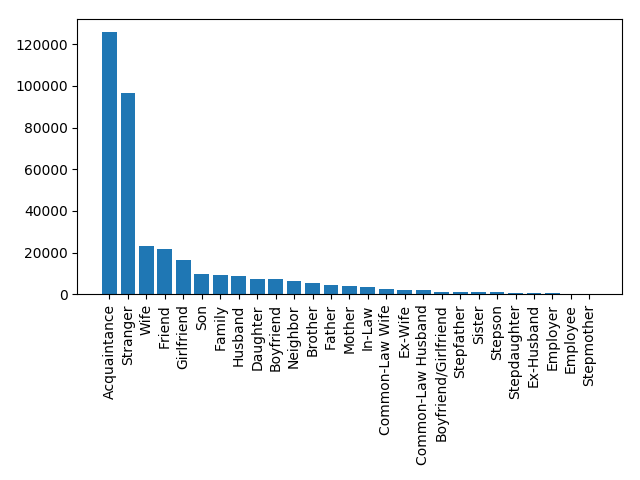 120000
100000
80000
60000
40000
20000
0
Acquaintance
Stranger
Wife
Friend
Girlfriend
Son
Family
Husband
Daughter
Boyfriend
Neighbor
Brother
Father
Mother
In-Law
Common-Law Wife
Ex-Wife
Common-Law Husband
Boyfriend/Girlfriend
Stepfather
Sister
Stepson
Stepdaughter
Ex-Husband
Employer
Employee
Stepmother